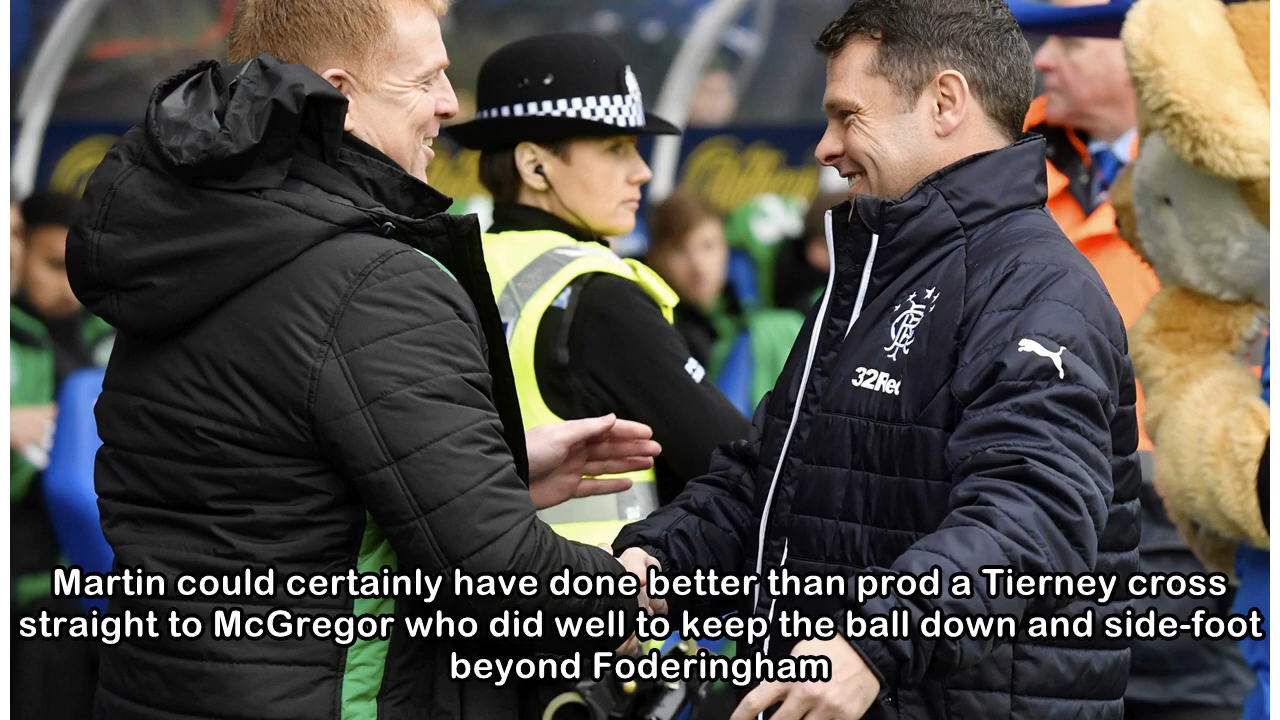 32Red
Martin could certainly have done better than prod a Tierney cross
straight to McGregor who did well to keep the ball down and side-foot
beyond Foderingham